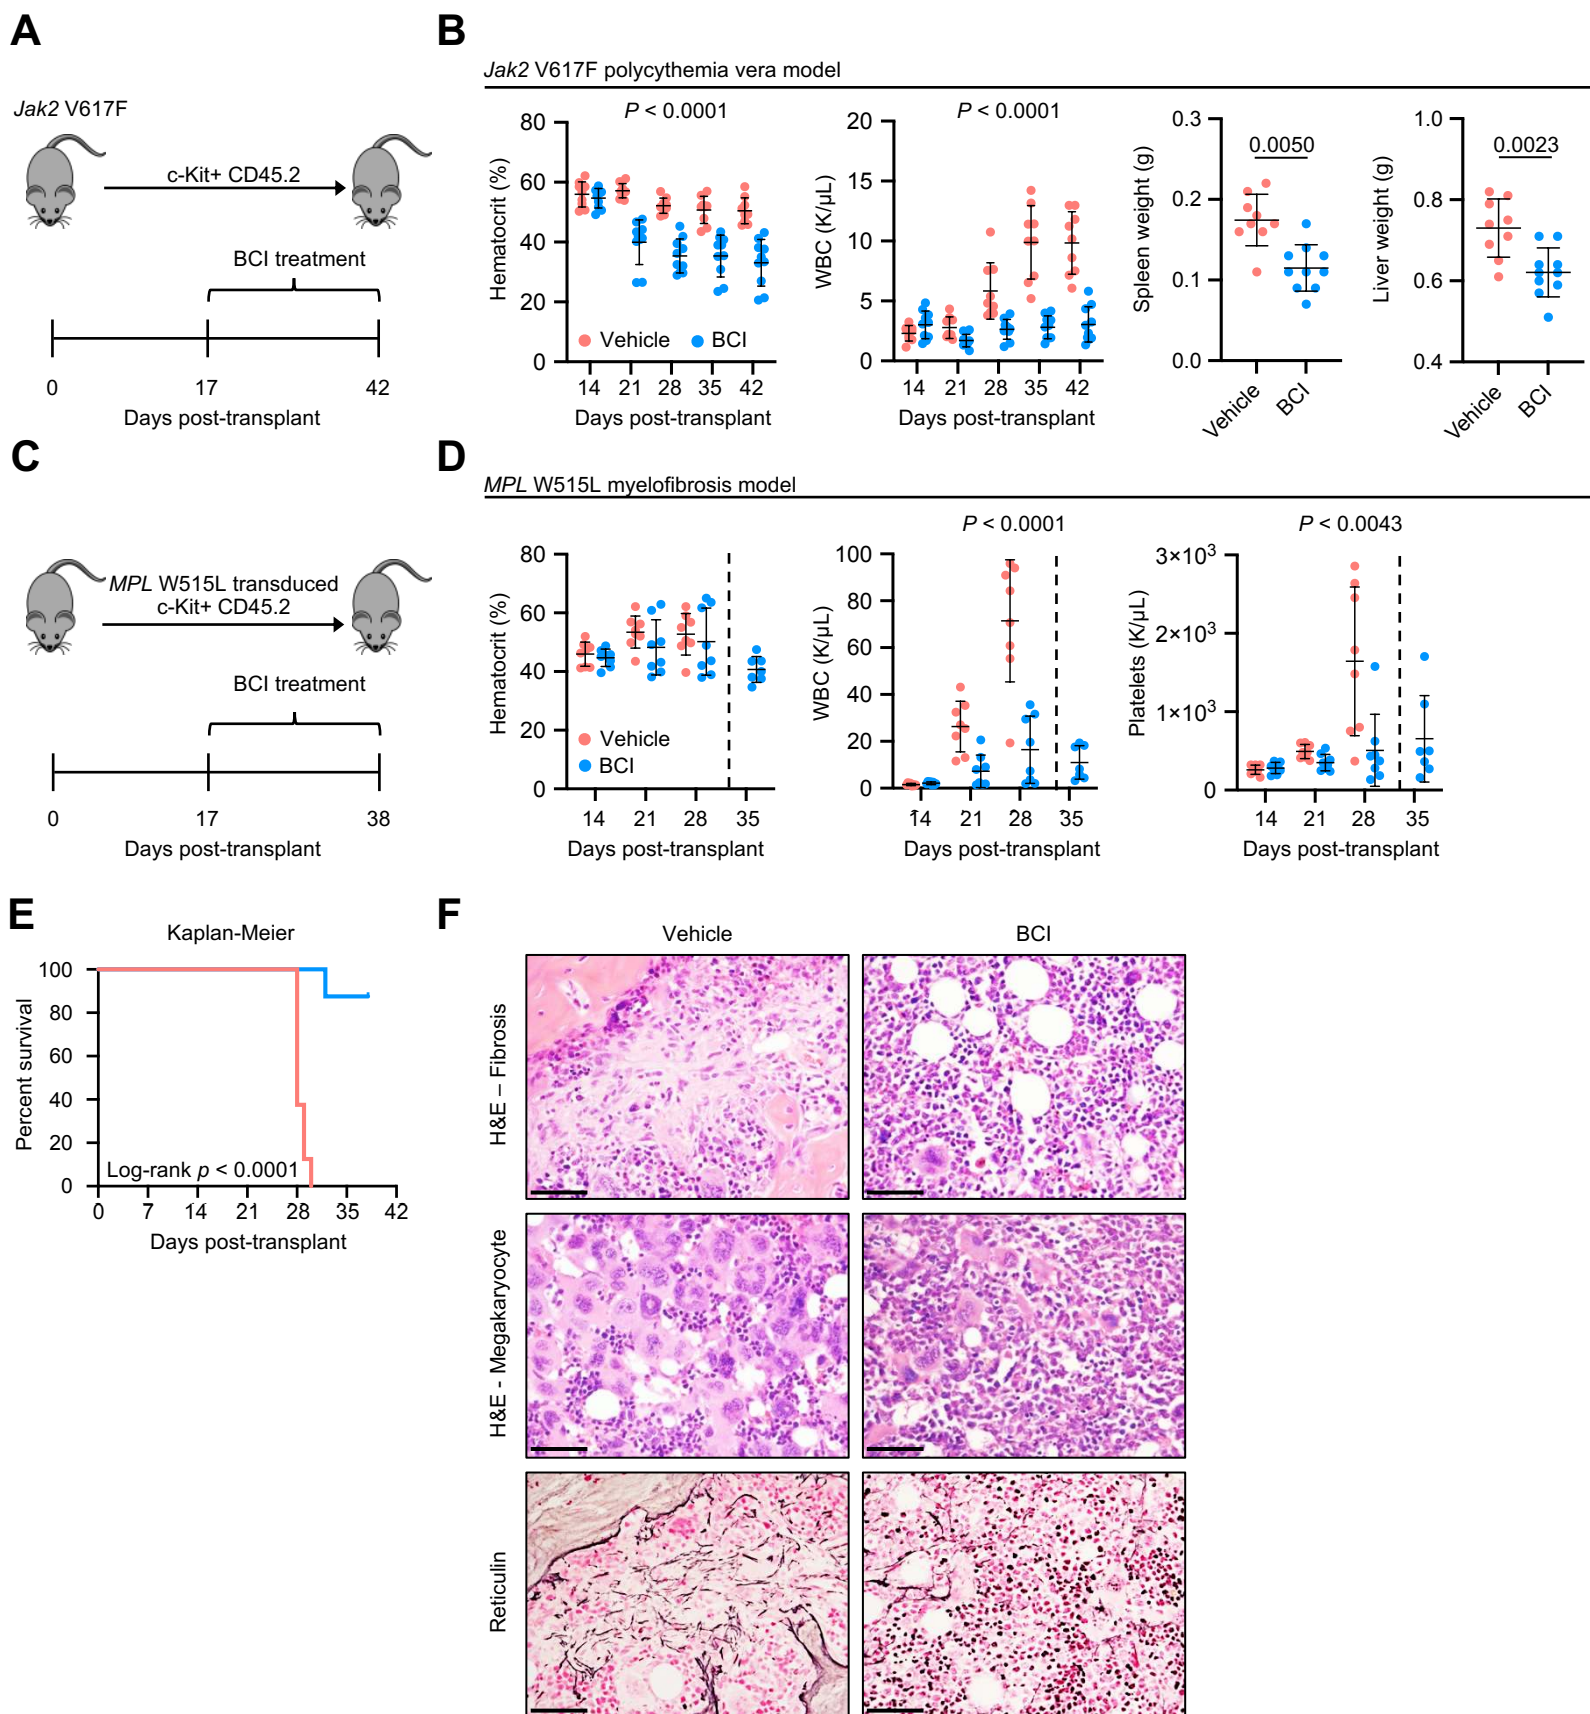 A
Jak2 V617F
c-Kit+ CD45.2
BCI treatment
0 17 42
Days post-transplant
B
Jak2 V617F polycythemia vera model
P < 0.0001
Hematocrit (%)
80
60
40
20
0
Vehicle BCI
14 21 28 35 42
Days post-transplant
P < 0.0001
WBC (K/μL)
20
15
10
5
0
14 21 28 35 42
Days post-transplant
Spleen weight (g)
0.3
0.2
0.1
0.0
0.0050
Vehicle
BCI
Liver weight (g)
1.0
0.8
0.6
0.4
0.0023
Vehicle
BCI
C
MPL W515L transduced
c-Kit+ CD45.2
BCI treatment
0 17 38
Days post-transplant
D
MPL W515L myelofibrosis model
Hematocrit (%)
80
60
40
20
0
Vehicle
BCI
14 21 28 35
Days post-transplant
P < 0.0001
WBC (K/μL)
100
80
60
40
20
0
14 21 28 35
Days post-transplant
P < 0.0043
Platelets (K/μL)
3×10³
2×10³
1×10³
0
14 21 28 35
Days post-transplant
E
Kaplan-Meier
Percent survival
100
80
60
40
20
0
Log-rank p < 0.0001
0 7 14 21 28 35 42
Days post-transplant
F
Vehicle BCI
H&E – Fibrosis
H&E - Megakaryocyte
Reticulin